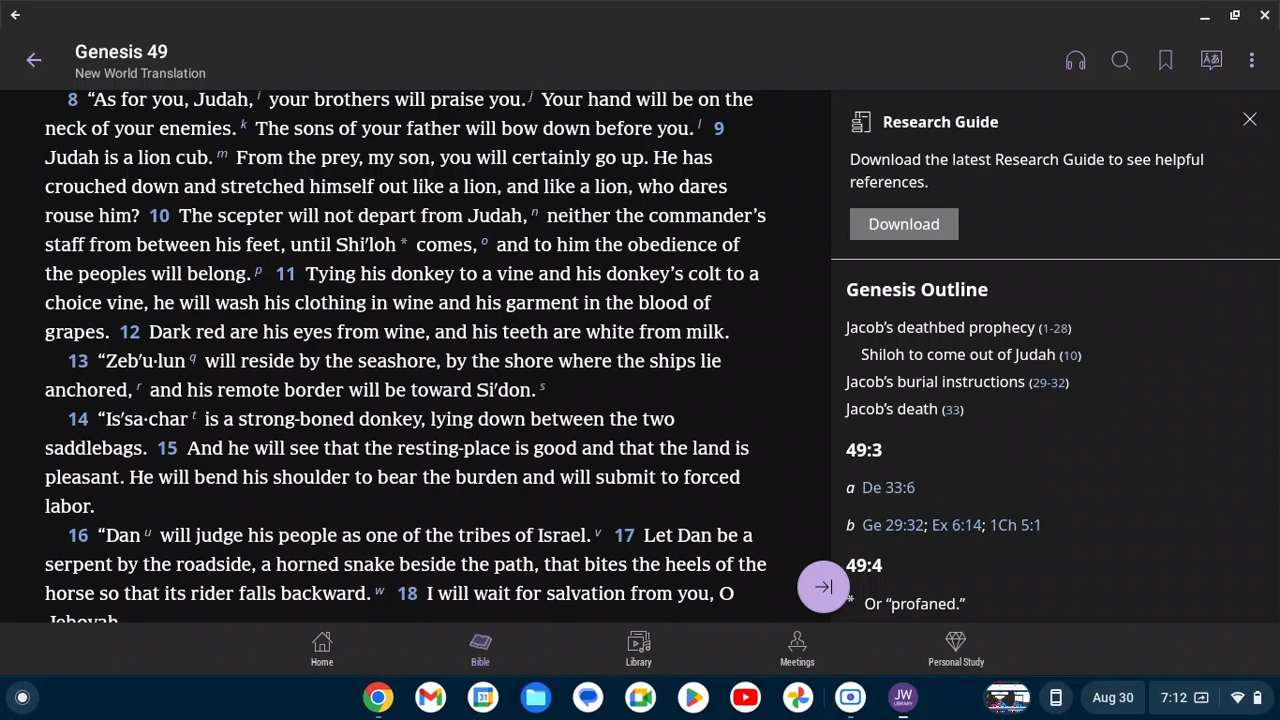 Genesis 49
New World Translation
8 “As for you, Judah, i your brothers will praise you. j Your hand will be on the
neck of your enemies. k The sons of your father will bow down before you. l 9
Judah is a lion cub. m From the prey, my son, you will certainly go up. He has
crouched down and stretched himself out like a lion, and like a lion, who dares
rouse him? 10 The scepter will not depart from Judah, n neither the commander’s
staff from between his feet, until Shiʹloh * comes, o and to him the obedience of
the peoples will belong. p 11 Tying his donkey to a vine and his donkey’s colt to a
choice vine, he will wash his clothing in wine and his garment in the blood of
grapes. 12 Dark red are his eyes from wine, and his teeth are white from milk.
13 “Zebʹu·lun q will reside by the seashore, by the shore where the ships lie
anchored, r and his remote border will be toward Siʹdon. s
14 “Isʹsa·char t is a strong-boned donkey, lying down between the two
saddlebags. 15 And he will see that the resting-place is good and that the land is
pleasant. He will bend his shoulder to bear the burden and will submit to forced
labor.
16 “Dan u will judge his people as one of the tribes of Israel. v 17 Let Dan be a
serpent by the roadside, a horned snake beside the path, that bites the heels of the
horse so that its rider falls backward. w 18 I will wait for salvation from you, O
Jehovah.
Research Guide
Download the latest Research Guide to see helpful
references.
Download
Genesis Outline
Jacob’s deathbed prophecy (1-28)
Shiloh to come out of Judah (10)
Jacob’s burial instructions (29-32)
Jacob’s death (33)
49:3
a De 33:6
b Ge 29:32; Ex 6:14; 1Ch 5:1
49:4
* Or “profaned.”
Home Bible Library Meetings Personal Study
31 JW LIBRARY Aug 30 7:12